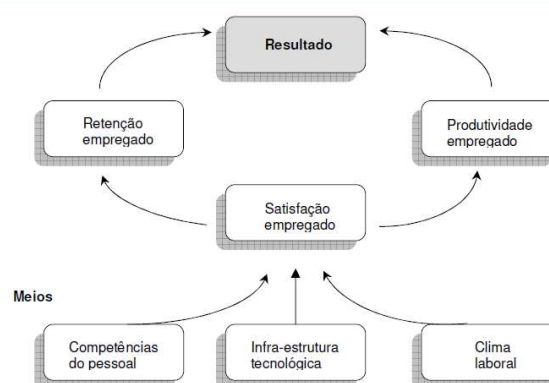 Resultado
Retenção
empregado
Produtividade
empregado
Satisfação
empregado
Meios
Competências
do pessoal
Infra-estrutura
tecnológica
Clima
laboral